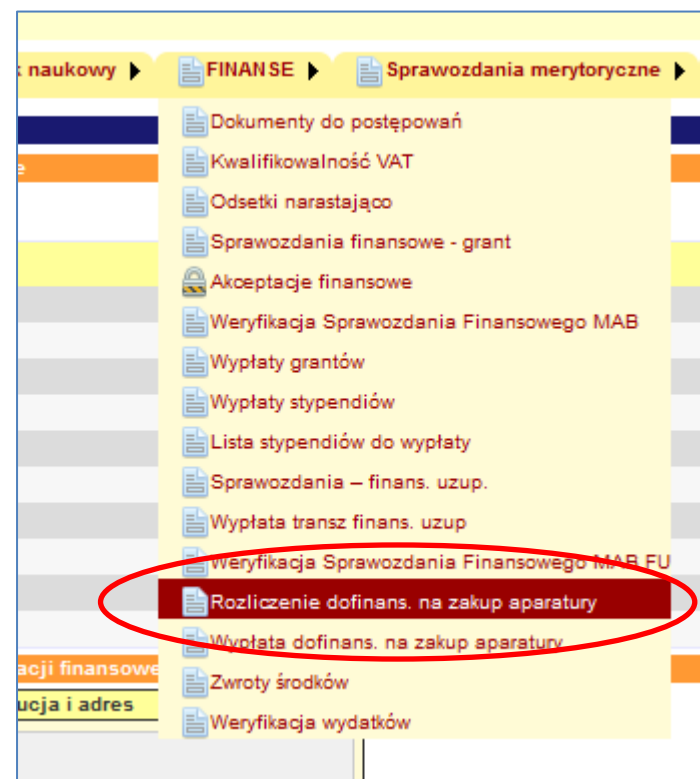 naukowy FINANSE Sprawozdania merytoryczne
Dokumenty do postępowań
Kwalifikowalność VAT
Odsetki narastająco
Sprawozdania finansowe - grant
Akceptacje finansowe
Weryfikacja Sprawozdania Finansowego MAB
Wypłaty grantów
Wypłaty stypendiów
Lista stypendiów do wypłaty
Sprawozdania – finans. uzup.
Wypłata transz finans. uzup
Weryfikacja Sprawozdania Finansowego MAB FU
Rozliczenie dofinans. na zakup aparatury
Wypłata dofinans. na zakup aparatury
acji finansowe
Zwroty środków
ucja i adres
Weryfikacja wydatków